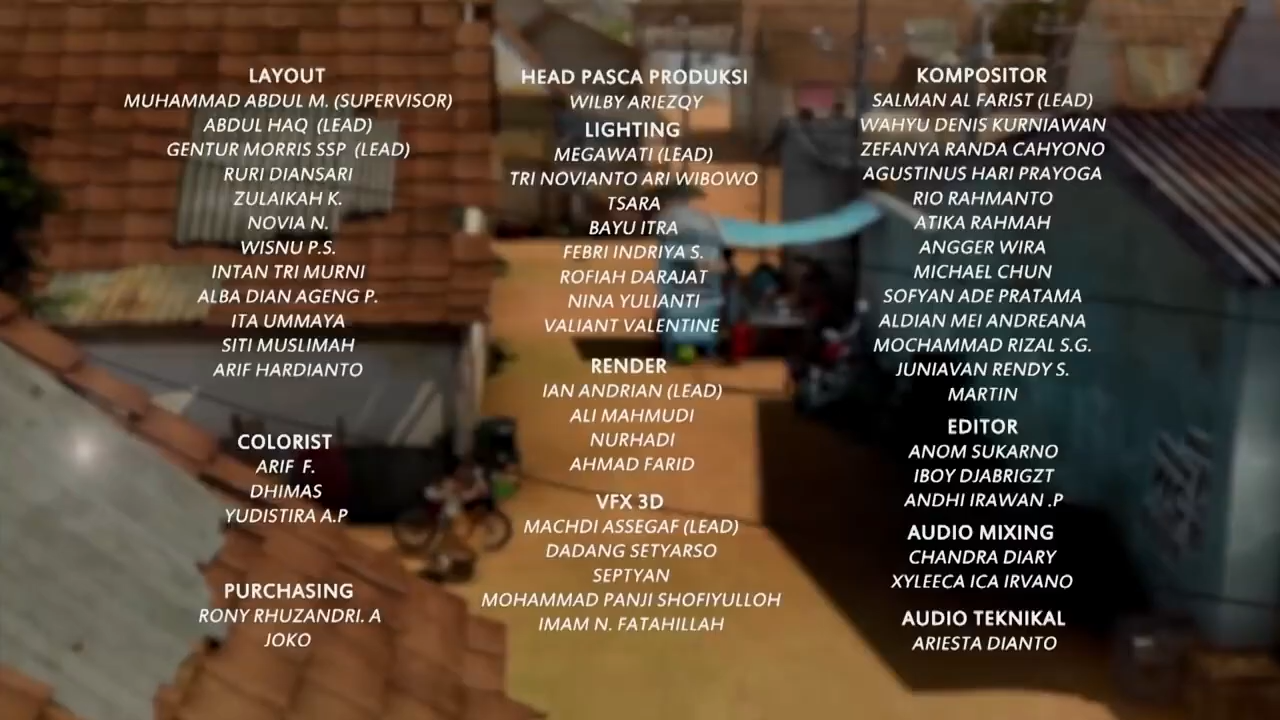 LAYOUT
MUHAMMAD ABDUL M. (SUPERVISOR)
ABDUL HAQ (LEAD)
GENTUR MORRIS SSP (LEAD)
RURI DIANSARI
ZULAIKAH K.
NOVIA N.
WISNU P.S.
INTAN TRI MURNI
ALBA DIAN AGENG P.
ITA UMMAYA
SITI MUSLIMAH
ARIF HARDIANTO
COLORIST
ARIF F.
DHIMAS
YUDISTIRA A.P
PURCHASING
RONY RHUZANDRI. A
JOKO
HEAD PASCA PRODUKSI
WILBY ARIEZQY
LIGHTING
MEGAWATI (LEAD)
TRI NOVIANTO ARI WIBOWO
TSARA
BAYU ITRA
FEBRI INDRIYA S.
ROFIAH DARAJAT
NINA YULIANTI
VALIANT VALENTINE
RENDER
IAN ANDRIAN (LEAD)
ALI MAHMUDI
NURHADI
AHMAD FARID
VFX 3D
MACHDI ASSEGAF (LEAD)
DADANG SETYARSO
SEPTYAN
MOHAMMAD PANJI SHOFIYULLOH
IMAM N. FATAHILLAH
KOMPOSITOR
SALMAN AL FARIST (LEAD)
WAHYU DENIS KURNIAWAN
ZEFANYA RANDA CAHYONO
AGUSTINUS HARI PRAYOGA
RIO RAHMANTO
ATIKA RAHMAH
ANGGER WIRA
MICHAEL CHUN
SOFYAN ADE PRATAMA
ALDIAN MEI ANDREANA
MOCHAMMAD RIZAL S.G.
JUNIAVAN RENDY S.
MARTIN
EDITOR
ANOM SUKARNO
IBOY DJABRIGZT
ANDHI IRAWAN .P
AUDIO MIXING
CHANDRA DIARY
XYLEECA ICA IRVANO
AUDIO TEKNIKAL
ARIESTA DIANTO